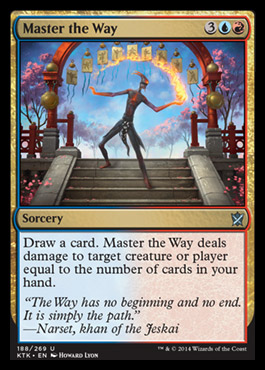 Master the Way 3
Sorcery
Draw a card. Master the Way deals
damage to target creature or player
equal to the number of cards in your
hand.
“The Way has no beginning and no end.
It is simply the path.”
—Narset, khan of the Jeskai
188/269 U
KTK • EN Howard Lyon ™ & © 2014 Wizards of the Coast